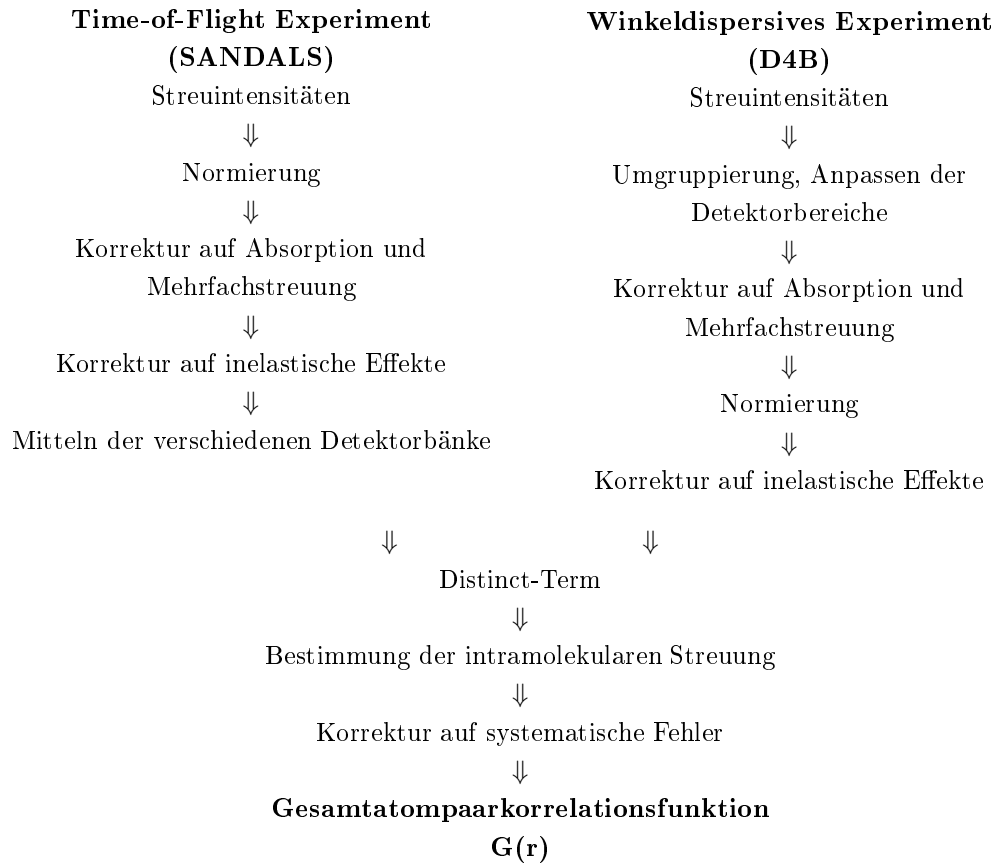 Time-of-Flight Experiment
(SANDALS)
Streuintensitäten
⇓
Normierung
⇓
Korrektur auf Absorption und
Mehrfachstreuung
⇓
Korrektur auf inelastische Effekte
⇓
Mitteln der verschiedenen Detektorbänke
Winkeldispersives Experiment
(D4B)
Streuintensitäten
⇓
Umgruppierung, Anpassen der
Detektorbereiche
⇓
Korrektur auf Absorption und
Mehrfachstreuung
⇓
Normierung
⇓
Korrektur auf inelastische Effekte
⇓ ⇓
Distinct-Term
⇓
Bestimmung der intramolekularen Streuung
⇓
Korrektur auf systematische Fehler
⇓
Gesamtatompaarkorrelationsfunktion
G(r)